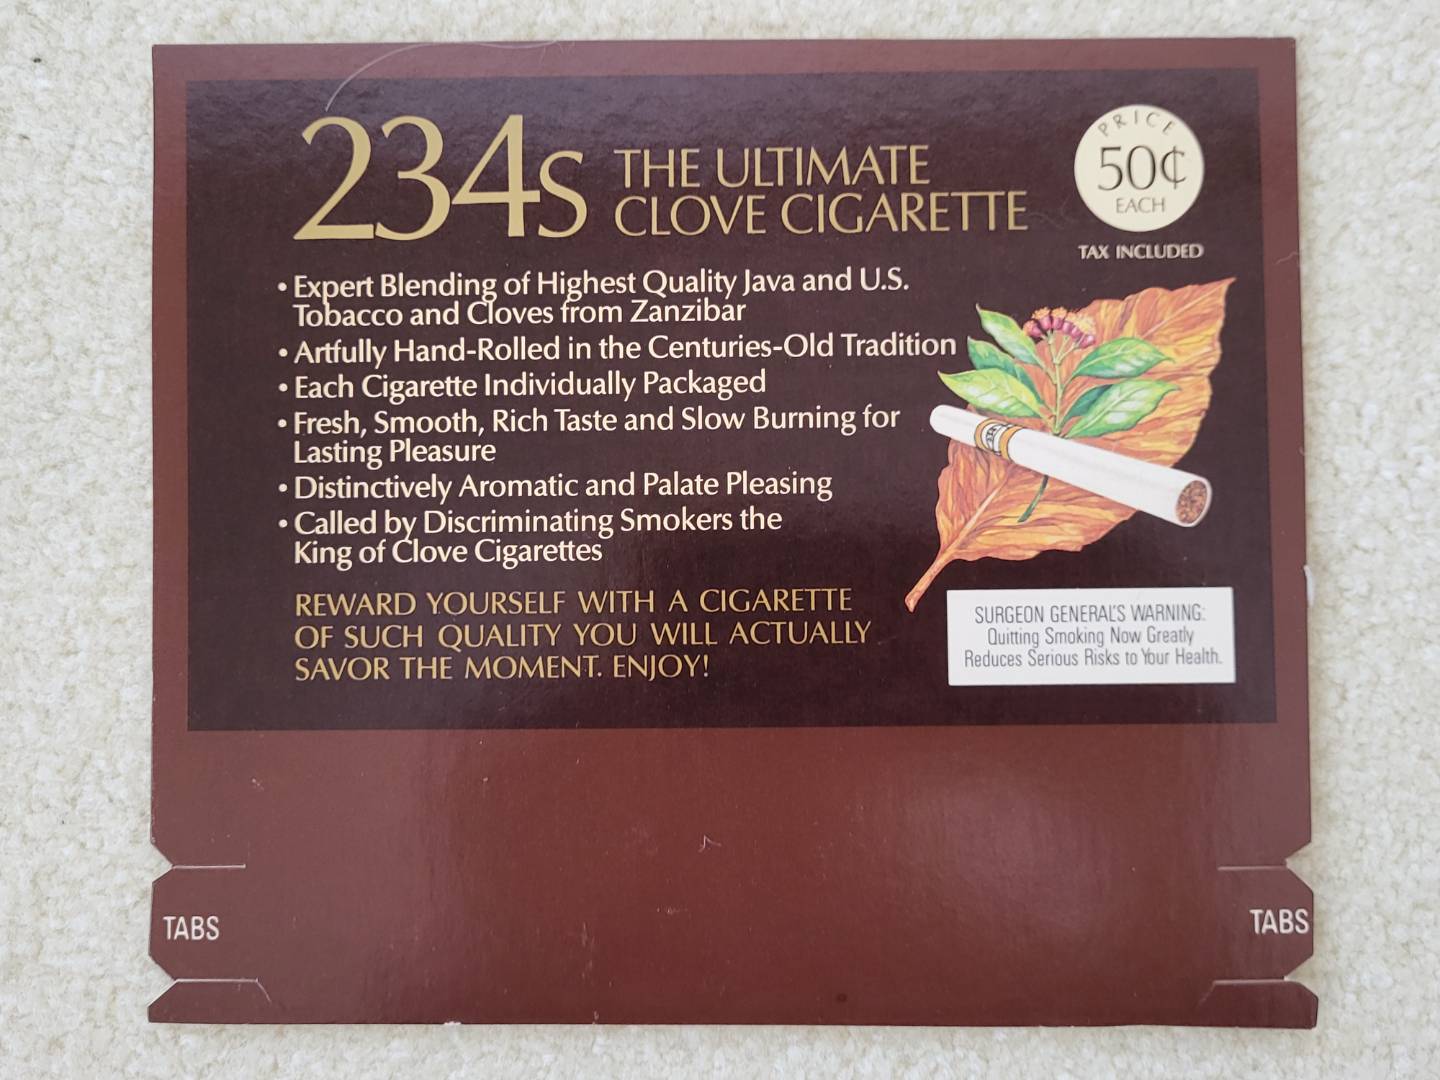 234s THE ULTIMATE
CLOVE CIGARETTE
PRICE
50¢
EACH
TAX INCLUDED
• Expert Blending of Highest Quality Java and U.S.
Tobacco and Cloves from Zanzibar
• Artfully Hand-Rolled in the Centuries-Old Tradition
• Each Cigarette Individually Packaged
• Fresh, Smooth, Rich Taste and Slow Burning for
Lasting Pleasure
• Distinctively Aromatic and Palate Pleasing
• Called by Discriminating Smokers the
King of Clove Cigarettes
REWARD YOURSELF WITH A CIGARETTE
OF SUCH QUALITY YOU WILL ACTUALLY
SAVOR THE MOMENT. ENJOY!
SURGEON GENERAL'S WARNING:
Quitting Smoking Now Greatly
Reduces Serious Risks to Your Health.
TABS
TABS